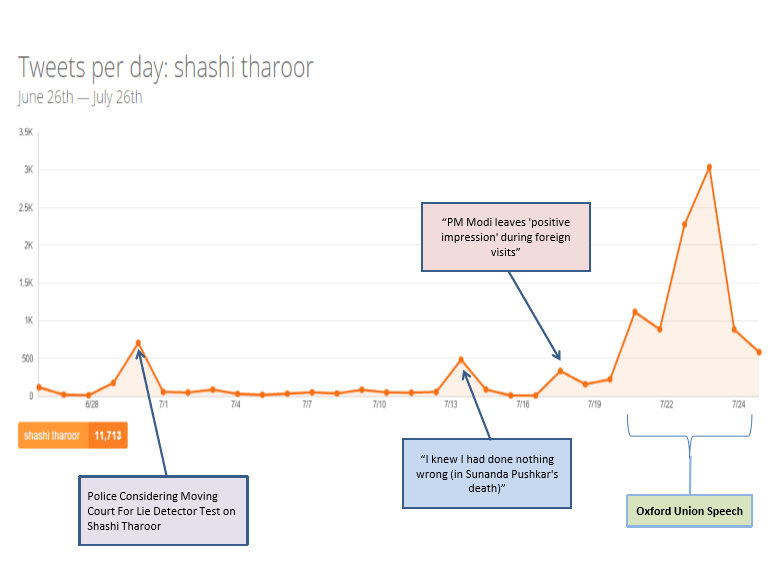 Tweets per day: shashi tharoor
June 26th — July 26th
3.5K
3K
2.5K
2K
1.5K
1K
500
0
6/28 7/1 7/4 7/7 7/10 7/13 7/16 7/19 7/22 7/24
“PM Modi leaves 'positive
impression' during foreign
visits”
shashi tharoor 11,713
“I knew I had done nothing
wrong (in Sunanda Pushkar's
death)”
Police Considering Moving
Court For Lie Detector Test on
Shashi Tharoor
Oxford Union Speech